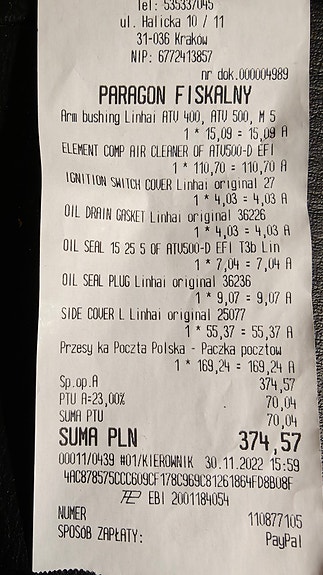 Tel: 535337045
ul. Halicka 10 / 11
31-036 Kraków
NIP: 6772413857
nr dok.000004989
PARAGON FISKALNY
Arm bushing Linhai ATV 400, ATV 500, M 5
1 * 15,09 = 15,09 A
ELEMENT COMP AIR CLEANER OF ATV500-D EFI
1 * 110,70 = 110,70 A
IGNITION SWITCH COVER Linhai original 27
1 * 4,03 = 4,03 A
OIL DRAIN GASKET Linhai original 36226
1 * 4,03 = 4,03 A
OIL SEAL 15 25 5 OF ATV500-D EFI T3b Lin
1 * 7,04 = 7,04 A
OIL SEAL PLUG Linhai original 36236
1 * 9,07 = 9,07 A
SIDE COVER L Linhai original 25077
1 * 55,37 = 55,37 A
Przesy ka Poczta Polska - Paczka pocztow
1 * 169,24 = 169,24 A
Sp.op.A 374,57
PTU A=23,00% 70,04
SUMA PTU 70,04
SUMA PLN 374,57
00011/0439 #01/KIEROWNIK 30.11.2022 15:59
4AC878575CCC6D9CF178C969C81261864FD8B08F
EBI 2001184054
NUMER 110877105
SPOSÓB ZAPŁATY: PayPal